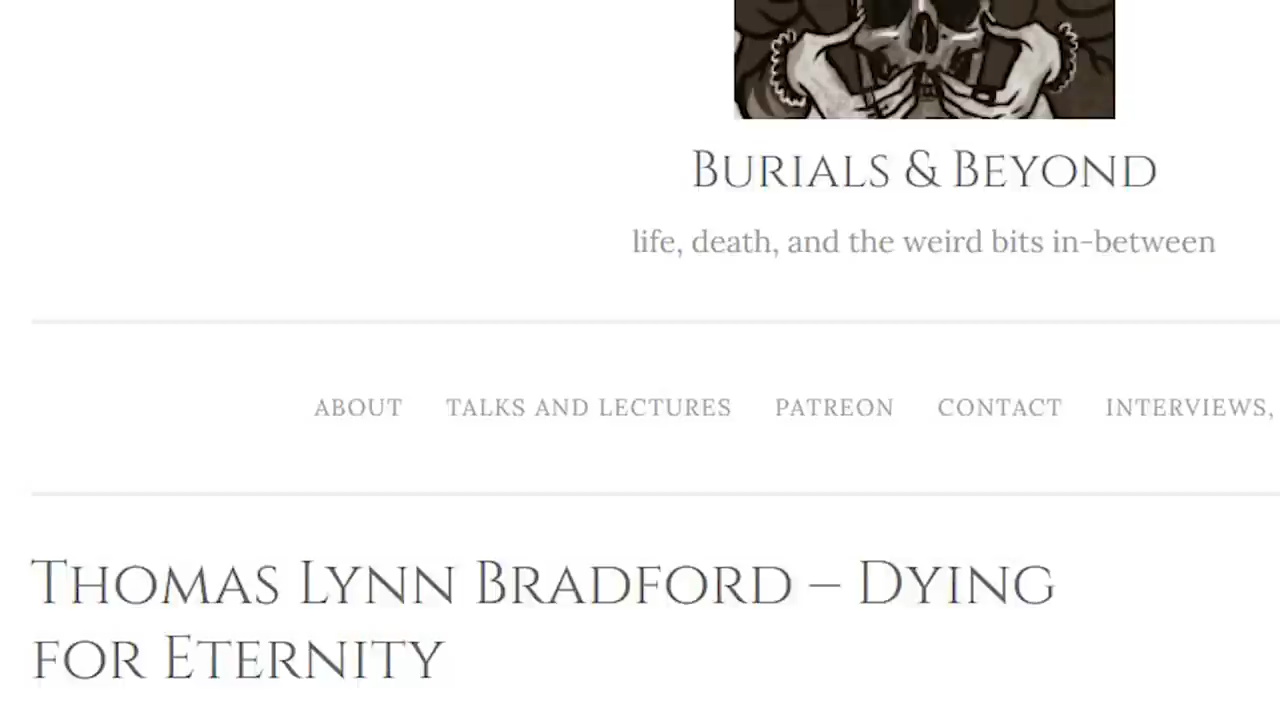 BURIALS & BEYOND
life, death, and the weird bits in-between
ABOUT TALKS AND LECTURES PATREON CONTACT INTERVIEWS,
THOMAS LYNN BRADFORD – DYING
FOR ETERNITY